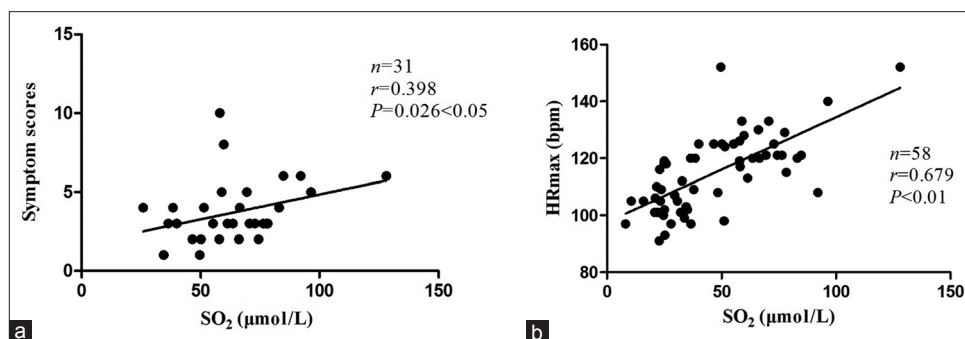 15
10
5
0
Symptom scores
n=31
r=0.398
P=0.026<0.05
0
50
100
150
SO₂ (μmol/L)
a
160
140
120
100
80
HRmax (bpm)
n=58
r=0.679
P<0.01
0
50
100
150
SO₂ (μmol/L)
b